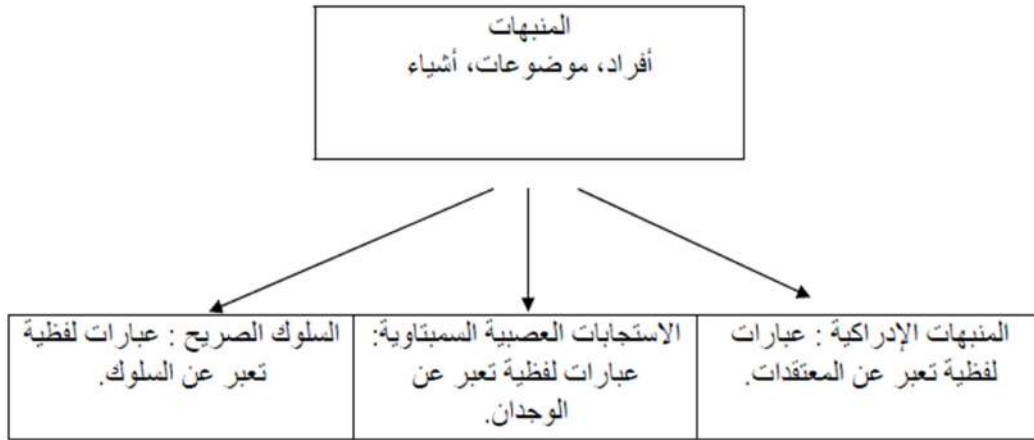 المنبهات
أفراد، موضوعات، أشياء
المنبهات الإدراكية : عبارات
لفظية تعبر عن المعتقدات.
الاستجابات العصبية السمبتاوية:
عبارات لفظية تعبر عن
الوجدان.
السلوك الصريح : عبارات لفظية
تعبر عن السلوك.